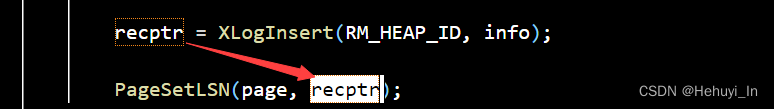 recptr = XLogInsert(RM_HEAP_ID, info);
PageSetLSN(page, recptr);
CSDN @Hehuyi_In